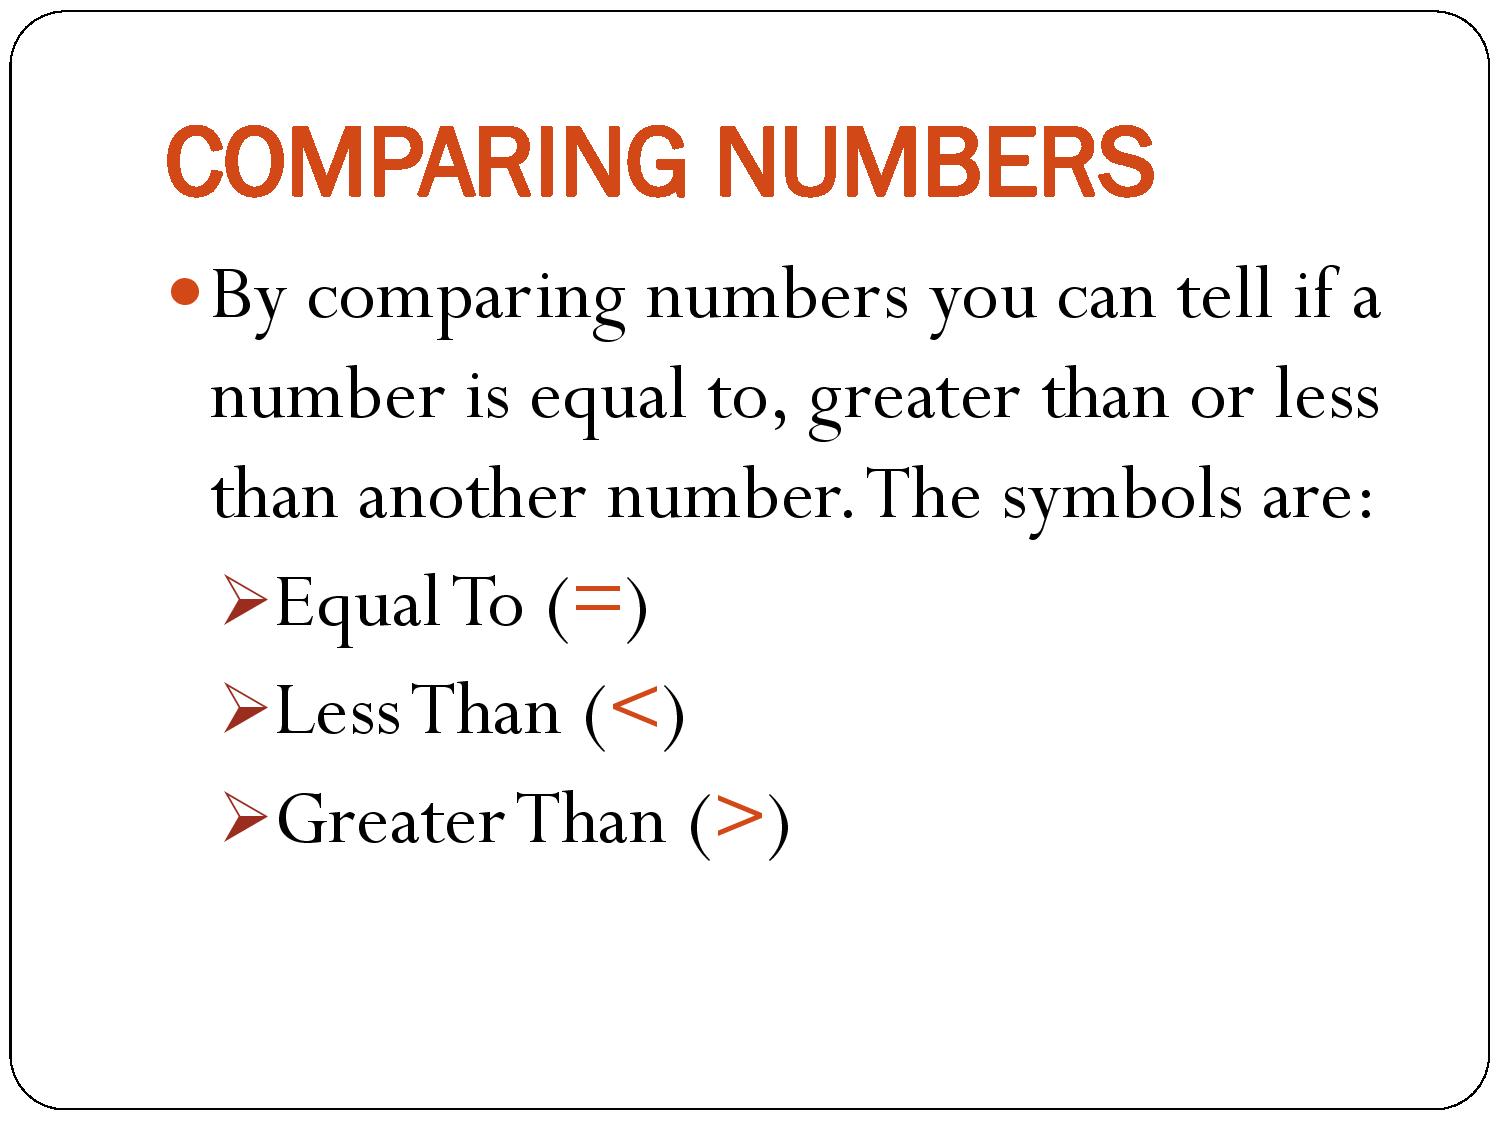 COMPARING NUMBERS
• By comparing numbers you can tell if a
number is equal to, greater than or less
than another number. The symbols are:
➢ Equal To (=)
➢ Less Than (<)
➢ Greater Than (>)